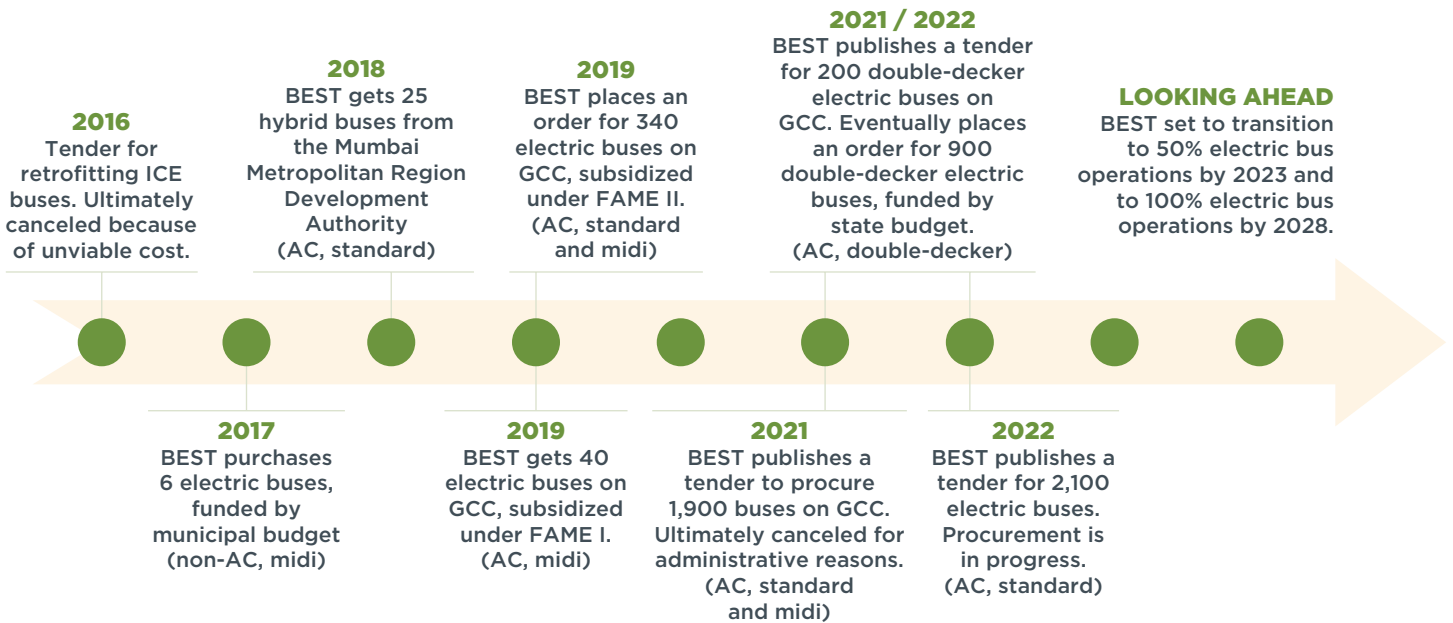 2016
Tender for
retrofitting ICE
buses. Ultimately
canceled because
of unviable cost.
2017
BEST purchases
6 electric buses,
funded by
municipal budget
(non-AC, midi)
2018
BEST gets 25
hybrid buses from
the Mumbai
Metropolitan Region
Development
Authority
(AC, standard)
2019
BEST places an
order for 340
electric buses on
GCC, subsidized
under FAME II.
(AC, standard
and midi)
2019
BEST gets 40
electric buses on
GCC, subsidized
under FAME I.
(AC, midi)
2021 / 2022
BEST publishes a tender
for 200 double-decker
electric buses on
GCC. Eventually places
an order for 900
double-decker electric
buses, funded by
state budget.
(AC, double-decker)
2021
BEST publishes a
tender to procure
1,900 buses on GCC.
Ultimately canceled for
administrative reasons.
(AC, standard
and midi)
2022
BEST publishes a
tender for 2,100
electric buses.
Procurement is
in progress.
(AC, standard)
LOOKING AHEAD
BEST set to transition
to 50% electric bus
operations by 2023 and
to 100% electric bus
operations by 2028.